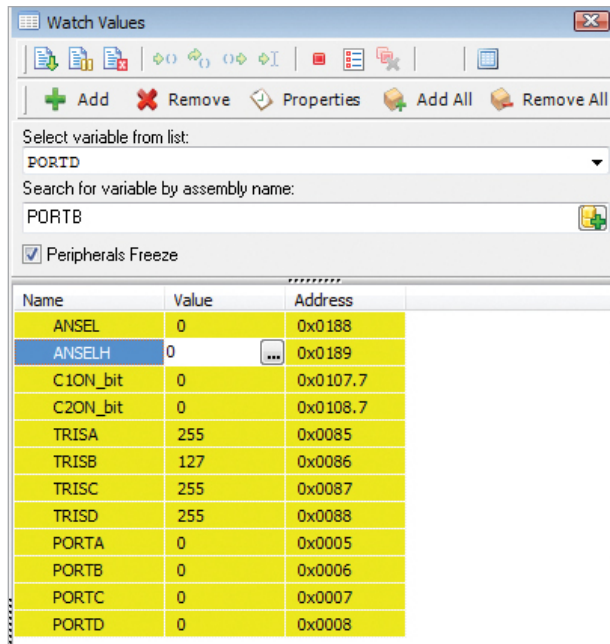 Watch Values
Add Remove Properties Add All Remove All
Select variable from list:
PORTD
Search for variable by assembly name:
PORTB
Peripherals Freeze
Name Value Address
ANSEL 0 0x0188
ANSELH 0 ... 0x0189
C1ON_bit 0 0x0107.7
C2ON_bit 0 0x0108.7
TRISA 255 0x0085
TRISB 127 0x0086
TRISC 255 0x0087
TRISD 255 0x0088
PORTA 0 0x0005
PORTB 0 0x0006
PORTC 0 0x0007
PORTD 0 0x0008